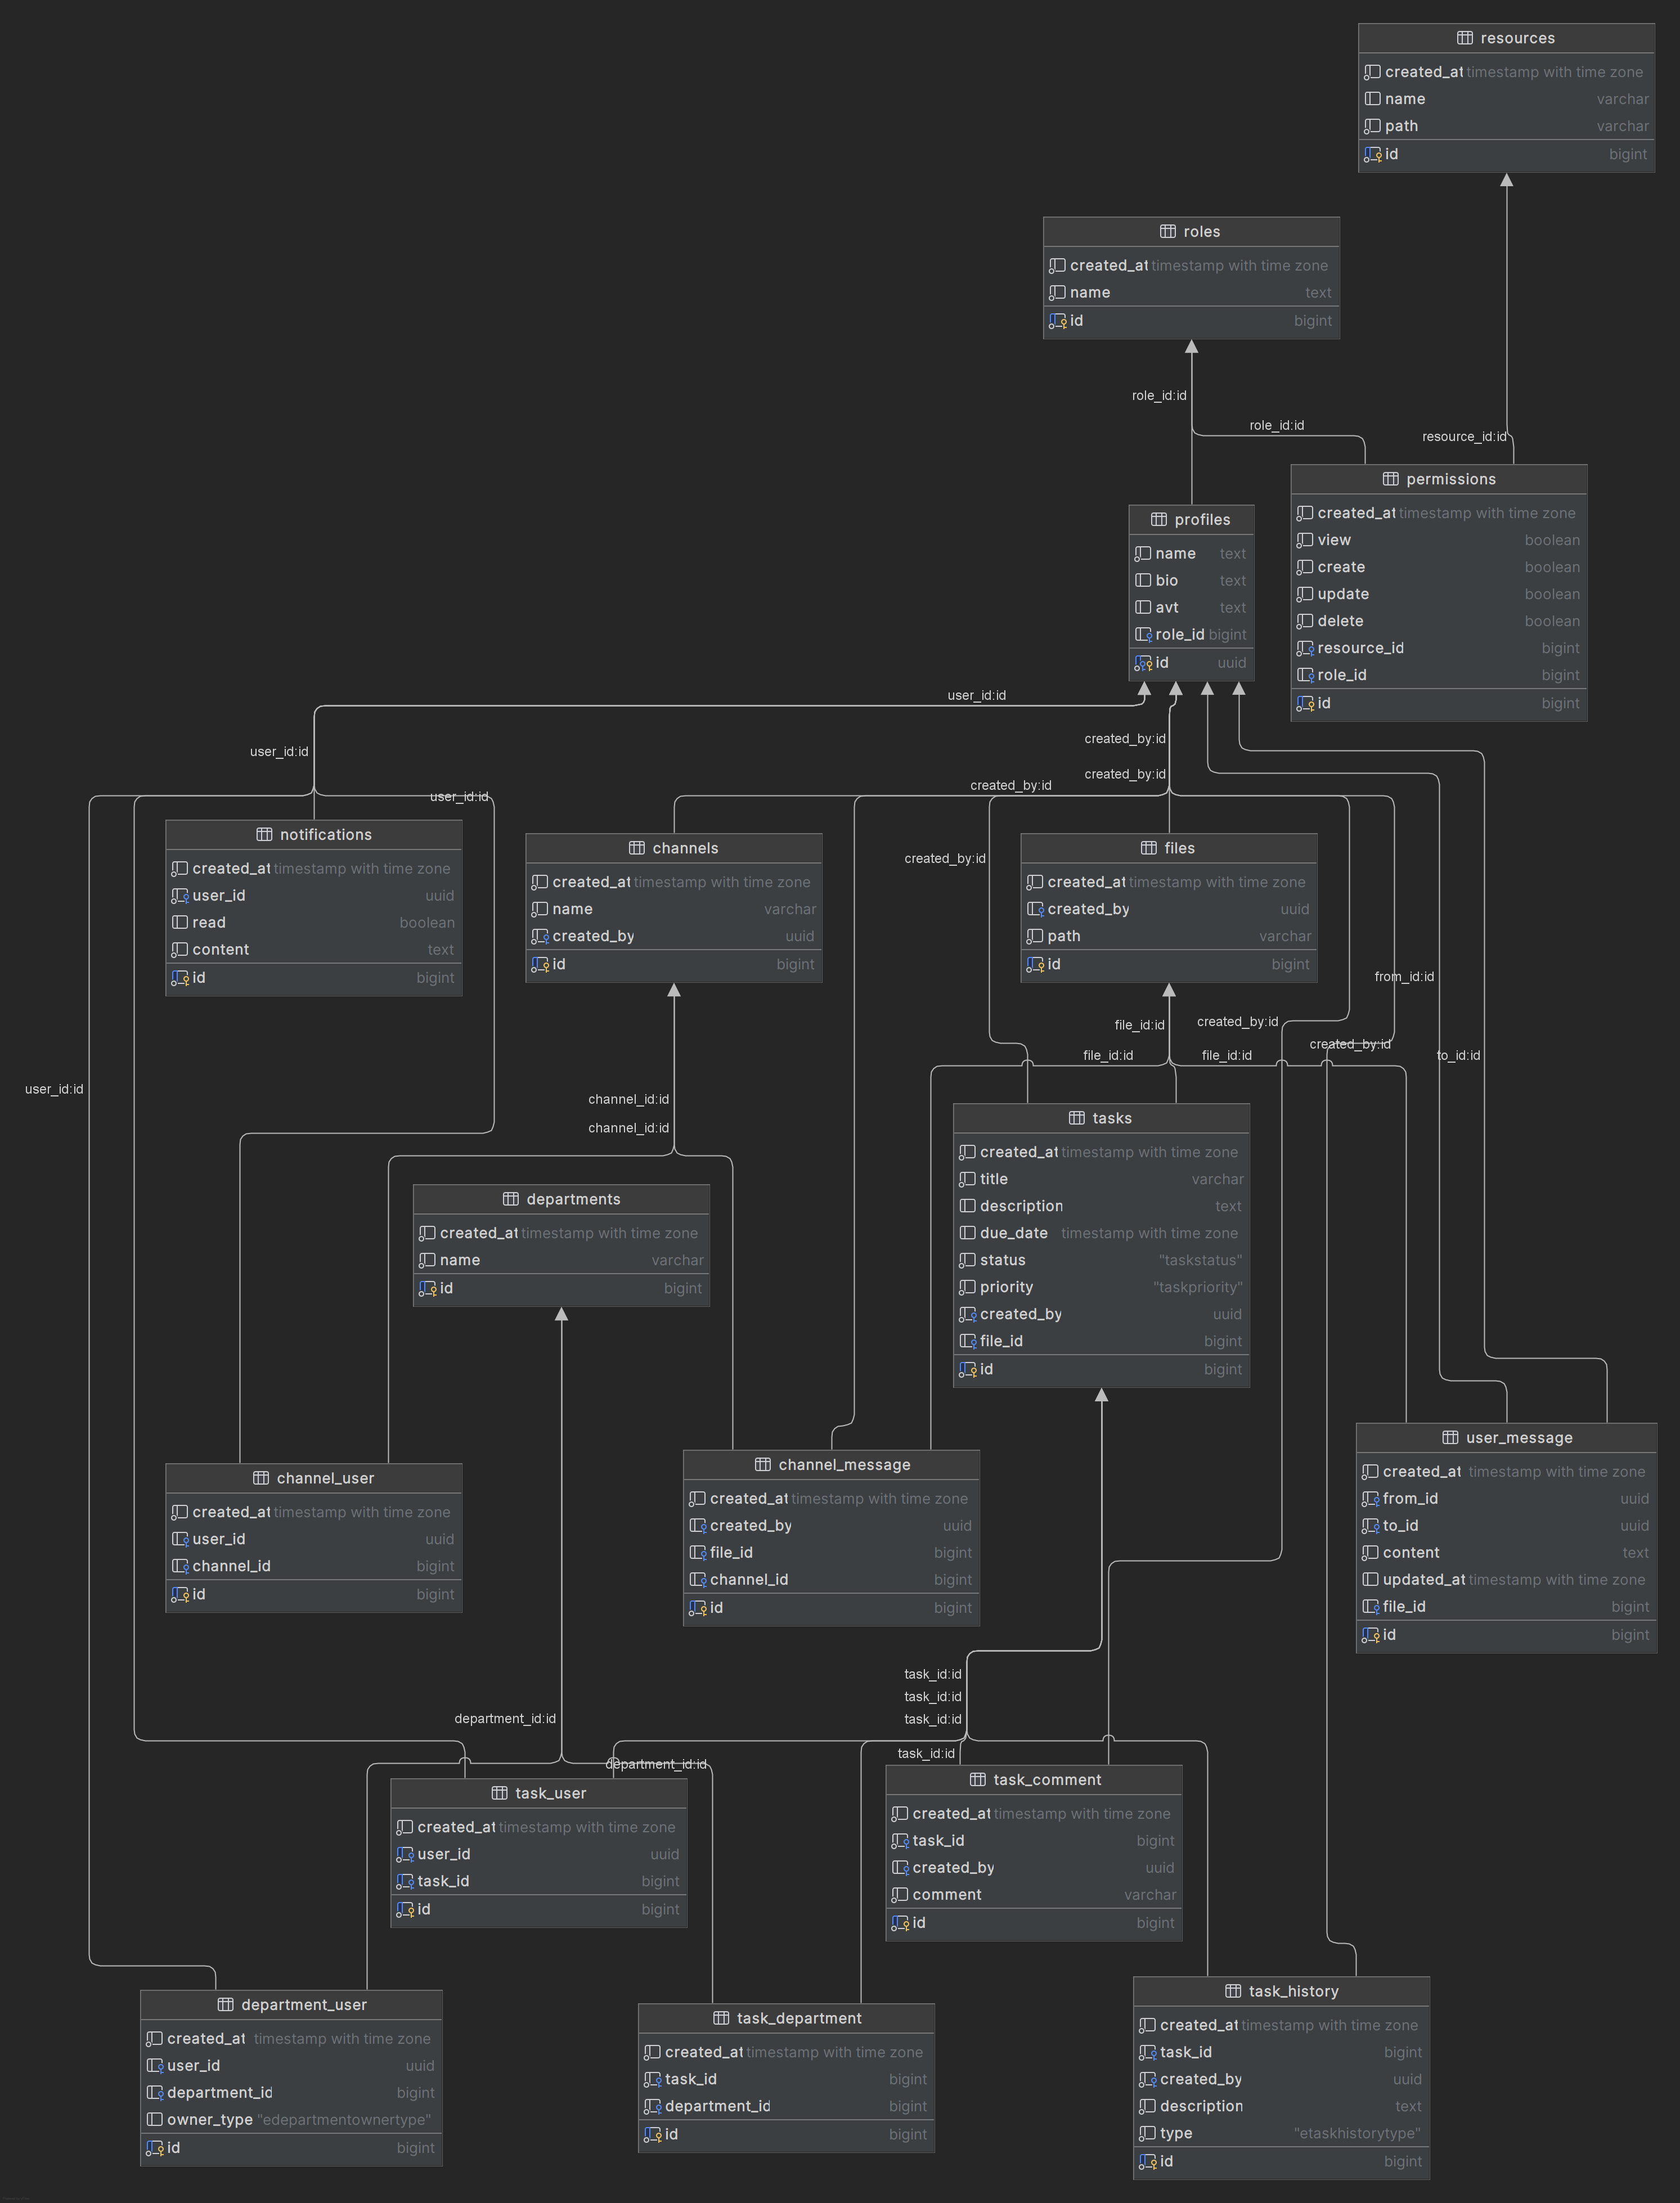 resources
created_at timestamp with time zone
name varchar
path varchar
id bigint
roles
created_at timestamp with time zone
name text
id bigint
role_id:id
role_id:id
resource_id:id
permissions
created_at timestamp with time zone
view boolean
create boolean
update boolean
delete boolean
resource_id bigint
role_id bigint
id bigint
profiles
name text
bio text
avt text
role_id bigint
id uuid
user_id:id
created_by:id
user_id:id
created_by:id
created_by:id
user_id:id
created_by:id
notifications
created_at timestamp with time zone
user_id uuid
read boolean
content text
id bigint
channels
created_at timestamp with time zone
name varchar
created_by uuid
id bigint
files
created_at timestamp with time zone
created_by uuid
path varchar
id bigint
from_id:id
file_id:id
created_by:id
created_by:id
file_id:id
file_id:id
to_id:id
user_id:id
channel_id:id
channel_id:id
tasks
created_at timestamp with time zone
title varchar
description text
due_date timestamp with time zone
status "taskstatus"
priority "taskpriority"
created_by uuid
file_id bigint
id bigint
departments
created_at timestamp with time zone
name varchar
id bigint
user_message
created_at timestamp with time zone
from_id uuid
to_id uuid
content text
updated_at timestamp with time zone
file_id bigint
id bigint
channel_user
created_at timestamp with time zone
user_id uuid
channel_id bigint
id bigint
channel_message
created_at timestamp with time zone
created_by uuid
file_id bigint
channel_id bigint
id bigint
task_id:id
task_id:id
task_id:id
department_id:id
task_id:id
department_id:id
task_user
created_at timestamp with time zone
user_id uuid
task_id bigint
id bigint
task_comment
created_at timestamp with time zone
task_id bigint
created_by uuid
comment varchar
id bigint
department_user
created_at timestamp with time zone
user_id uuid
department_id bigint
owner_type "edepartmentownertype"
id bigint
task_department
created_at timestamp with time zone
task_id bigint
department_id bigint
id bigint
task_history
created_at timestamp with time zone
task_id bigint
created_by uuid
description text
type "etaskhistorytype"
id bigint